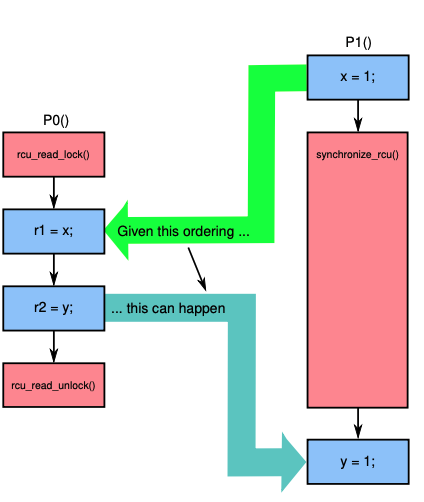 P1()
x = 1;
P0()
rcu_read_lock()
synchronize_rcu()
r1 = x;
Given this ordering ...
r2 = y;
... this can happen
rcu_read_unlock()
y = 1;